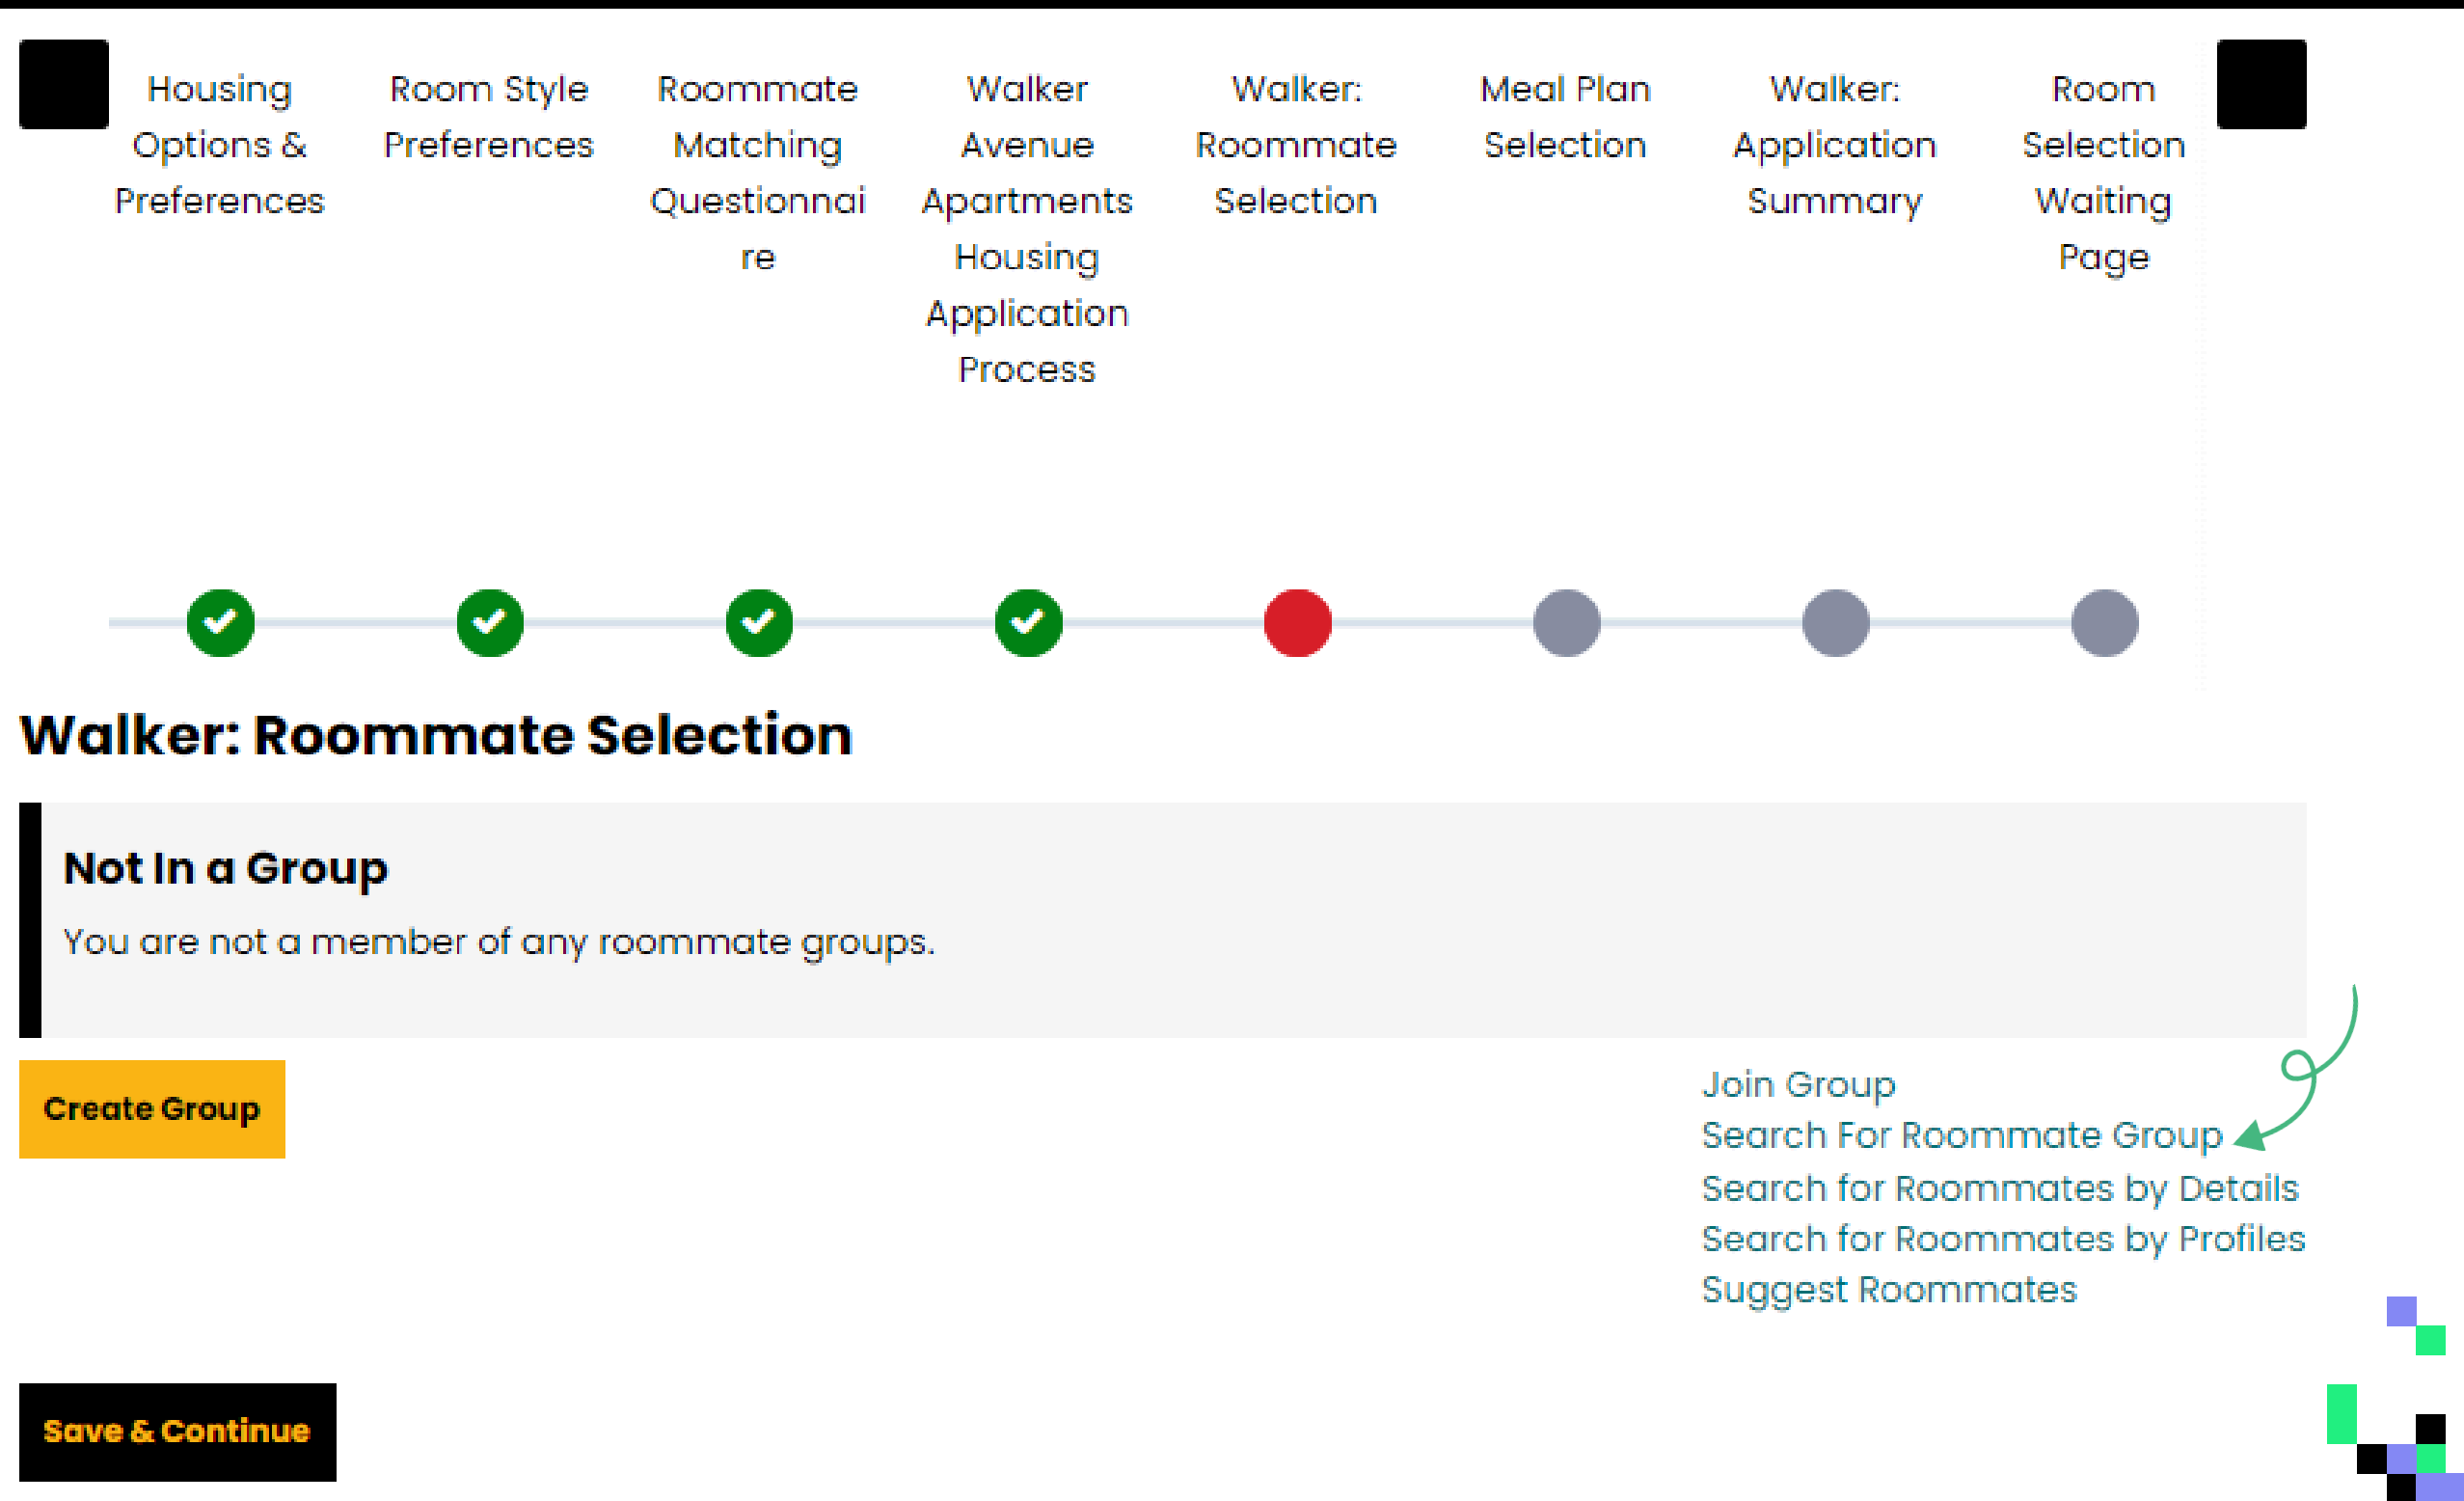 Housing
Options &
Preferences
Room Style
Preferences
Roommate
Matching
Questionnai
re
Walker
Avenue
Apartments
Housing
Application
Process
Walker:
Roommate
Selection
Meal Plan
Selection
Walker:
Application
Summary
Room
Selection
Waiting
Page
Walker: Roommate Selection
Not In a Group
You are not a member of any roommate groups.
Create Group
Join Group
Search For Roommate Group
Search for Roommates by Details
Search for Roommates by Profiles
Suggest Roommates
Save & Continue